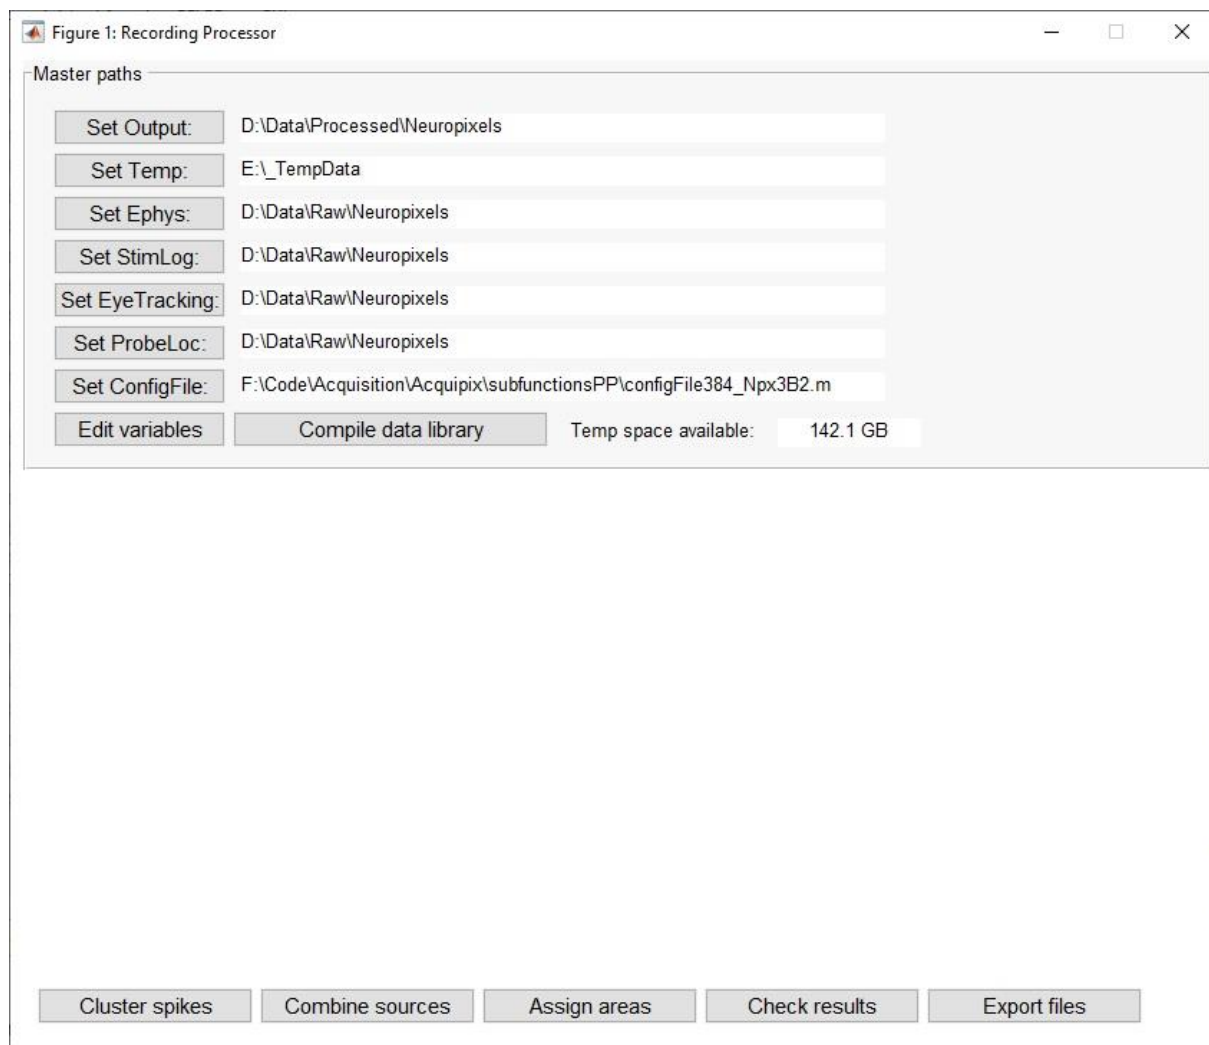 Figure 1: Recording Processor
Master paths
Set Output: D:\Data\Processed\Neuropixels
Set Temp: E:\_TempData
Set Ephys: D:\Data\Raw\Neuropixels
Set StimLog: D:\Data\Raw\Neuropixels
Set EyeTracking: D:\Data\Raw\Neuropixels
Set ProbeLoc: D:\Data\Raw\Neuropixels
Set ConfigFile: F:\Code\Acquisition\Acquipix\subfunctionsPP\configFile384_Npx3B2.m
Edit variables Compile data library Temp space available: 142.1 GB
Cluster spikes Combine sources Assign areas Check results Export files